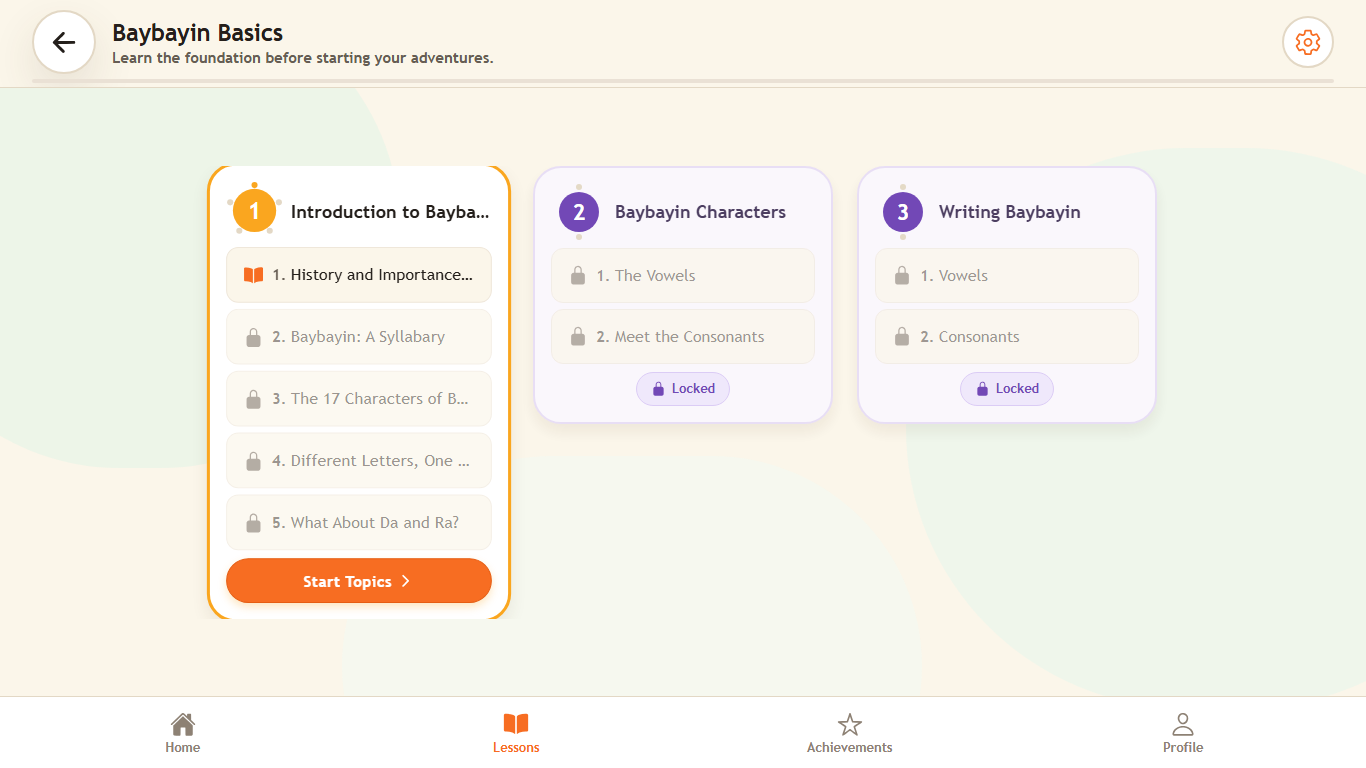 Baybayin Basics
Learn the foundation before starting your adventures.
1 Introduction to Bayba...
1. History and Importance...
2. Baybayin: A Syllabary
3. The 17 Characters of B...
4. Different Letters, One ...
5. What About Da and Ra?
Start Topics
2 Baybayin Characters
1. The Vowels
2. Meet the Consonants
Locked
3 Writing Baybayin
1. Vowels
2. Consonants
Locked
Home
Lessons
Achievements
Profile